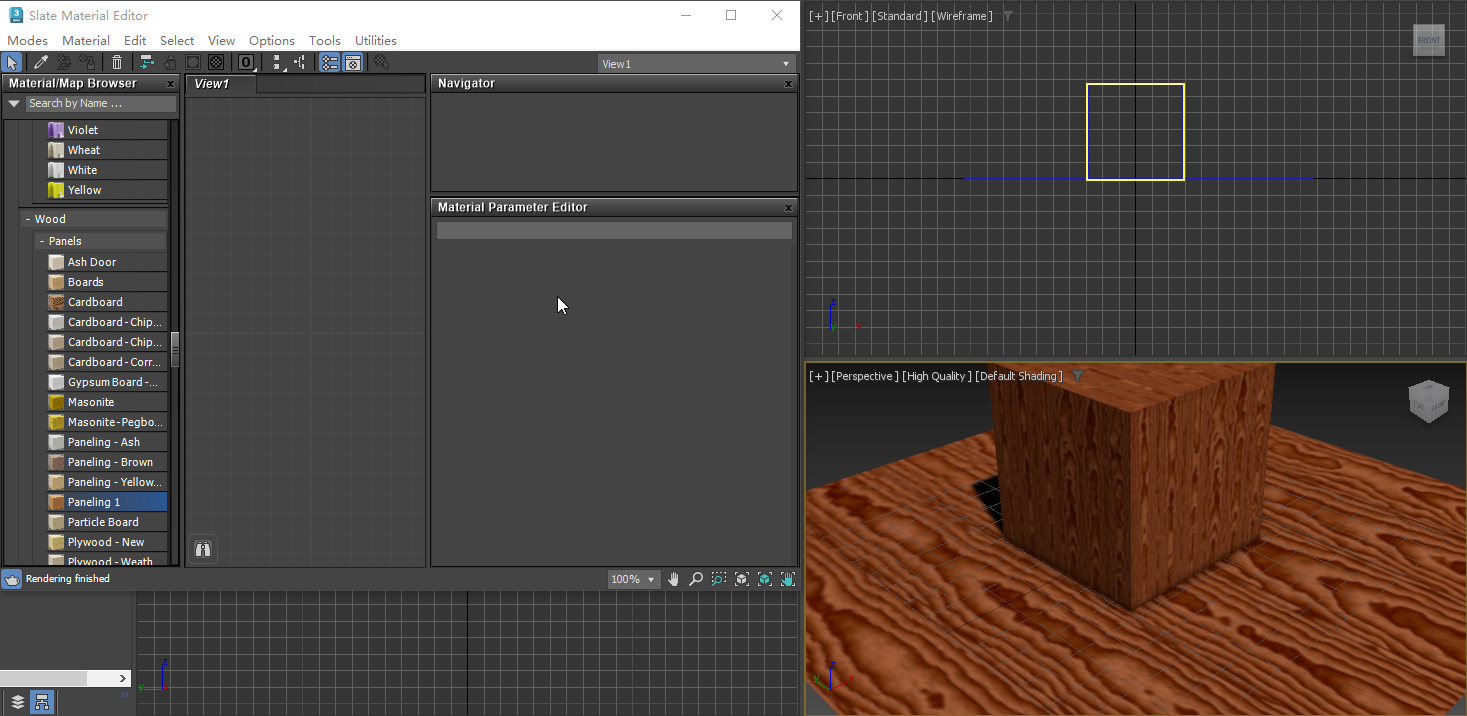 Slate Material Editor
Modes Material Edit Select View Options Tools Utilities
View1
Material/Map Browser
Search by Name ...
Violet
Wheat
White
Yellow
- Wood
- Panels
Ash Door
Boards
Cardboard
Cardboard - Chip...
Cardboard - Chip...
Cardboard - Corr...
Gypsum Board -...
Masonite
Masonite - Pegbo...
Paneling - Ash
Paneling - Brown
Paneling - Yellow...
Paneling 1
Particle Board
Plywood - New
Plywood - Weath
View1
Navigator
Material Parameter Editor
Rendering finished
100%
z
y
[+] [Front ] [Standard ] [Wireframe ]
FRONT
z
y
x
[+] [Perspective ] [High Quality ] [Default Shading ]
z
y